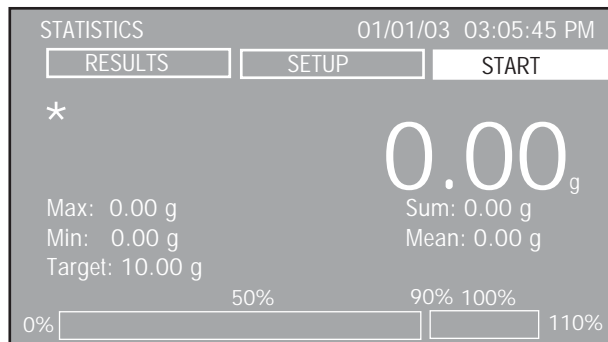 STATISTICS 01/01/03 03:05:45 PM
RESULTS SETUP START
*
0.00 g
Max: 0.00 g Sum: 0.00 g
Min: 0.00 g Mean: 0.00 g
Target: 10.00 g
50% 90% 100%
0% 110%